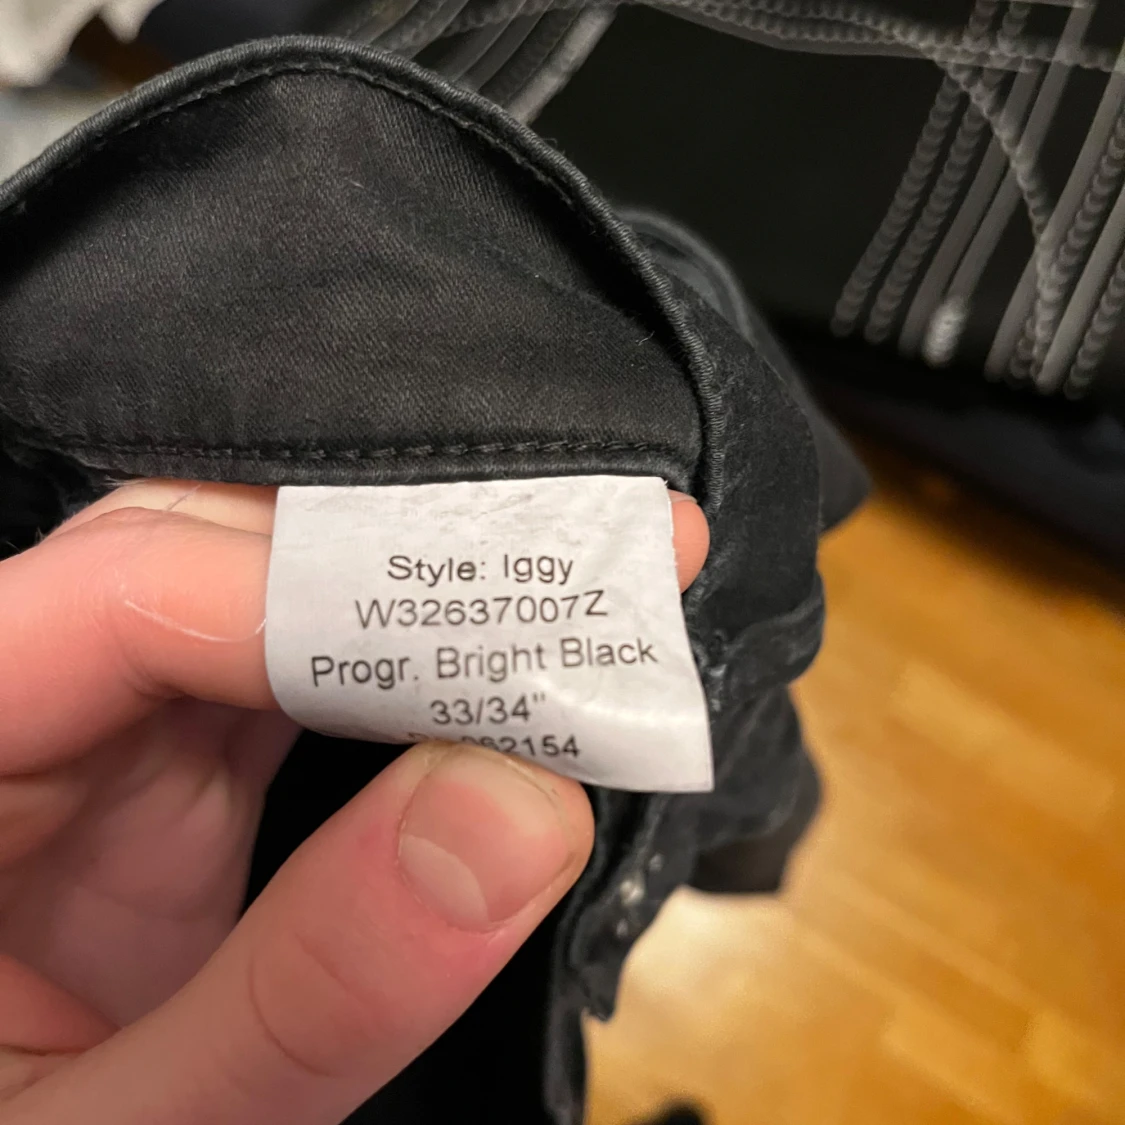 Style: Iggy
W32637007Z
Progr. Bright Black
33/34"